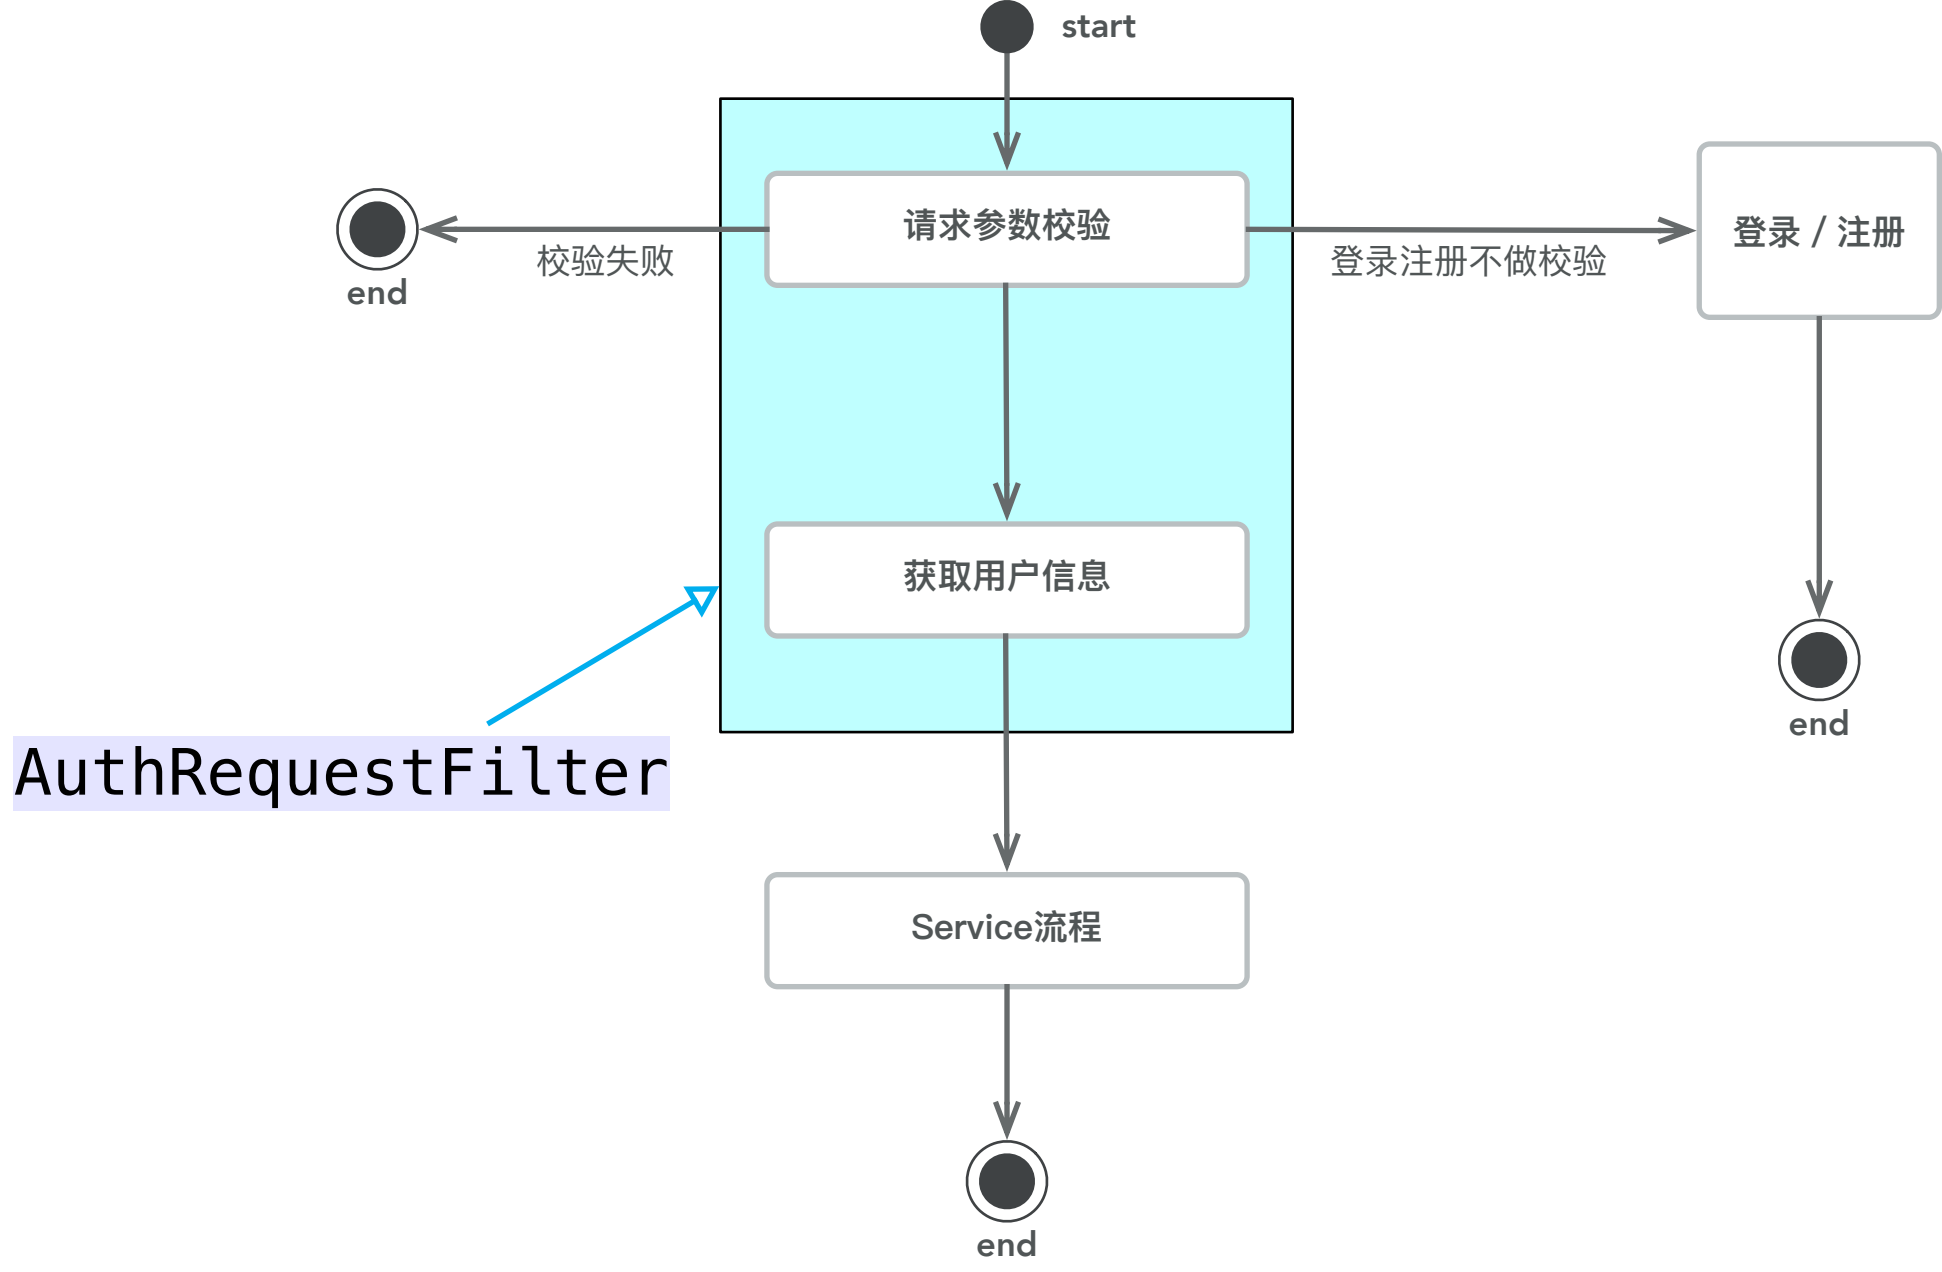 start
请求参数校验
登录 / 注册
校验失败
登录注册不做校验
end
获取用户信息
end
AuthRequestFilter
Service流程
end